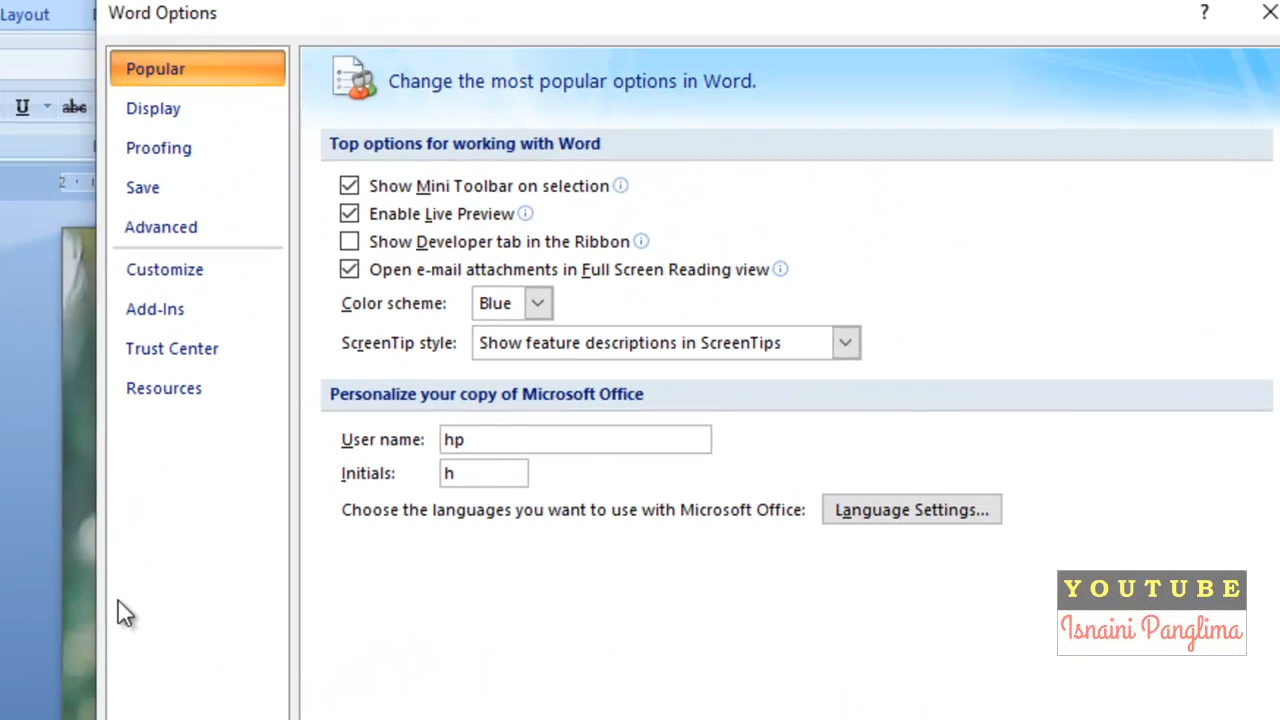 Layout
Word Options
?
U abc
2
Popular
Display
Proofing
Save
Advanced
Customize
Add-Ins
Trust Center
Resources
Change the most popular options in Word.
Top options for working with Word
Show Mini Toolbar on selection
Enable Live Preview
Show Developer tab in the Ribbon
Open e-mail attachments in Full Screen Reading view
Color scheme: Blue
ScreenTip style: Show feature descriptions in ScreenTips
Personalize your copy of Microsoft Office
User name: hp
Initials: h
Choose the languages you want to use with Microsoft Office: Language Settings...
YOUTUBE
Isnaini Panglima